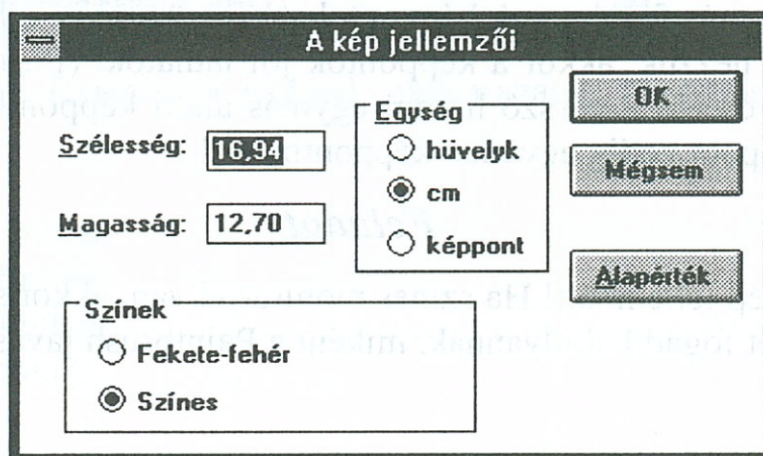 A kép jellemzői
Szélesség: 16,94
Magasság: 12,70
Egység
hüvelyk
cm
képpont
OK
Mégsem
Alapérték
Színek
Fekete-fehér
Színes